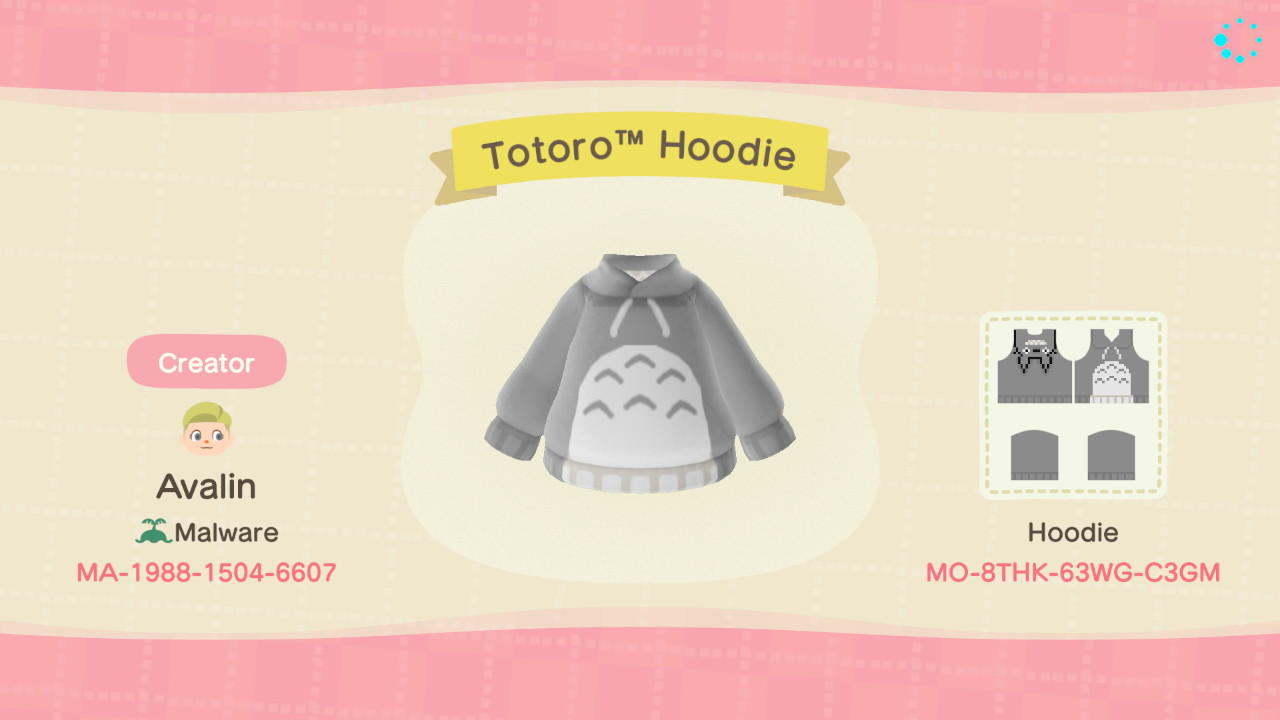 Totoro™ Hoodie
Creator
Avalin
Malware
MA-1988-1504-6607
Hoodie
MO-8THK-63WG-C3GM